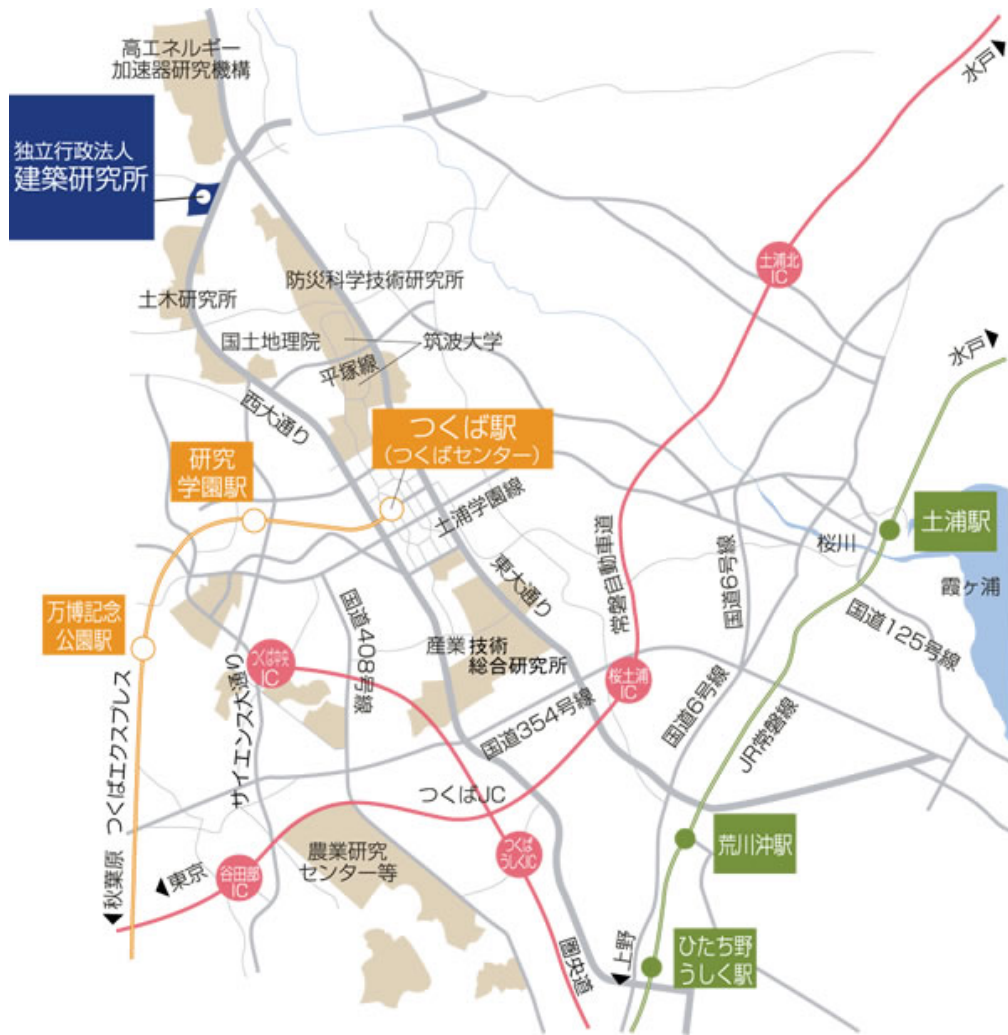 高エネルギー
加速器研究機構
水戸
独立行政法人
建築研究所
土浦北
IC
防災科学技術研究所
土木研究所
国土地理院
筑波大学
平塚線
水戸
西大通り
つくば駅
(つくばセンター)
研究
学園駅
土浦学園線
土浦駅
桜川
常磐自動車道
国道6号線
東大通り
霞ヶ浦
万博記念
公園駅
国道408号線
国道125号線
産業技術
総合研究所
つくば中央
IC
桜土浦
IC
サイエンス大通り
国道354号線
国道6号線
JR常磐線
つくばエクスプレス
つくばJC
荒川沖駅
つくば
うしくIC
農業研究
センター等
谷田部
IC
東京
秋葉原
上野
ひたち野
うしく駅
圏央道